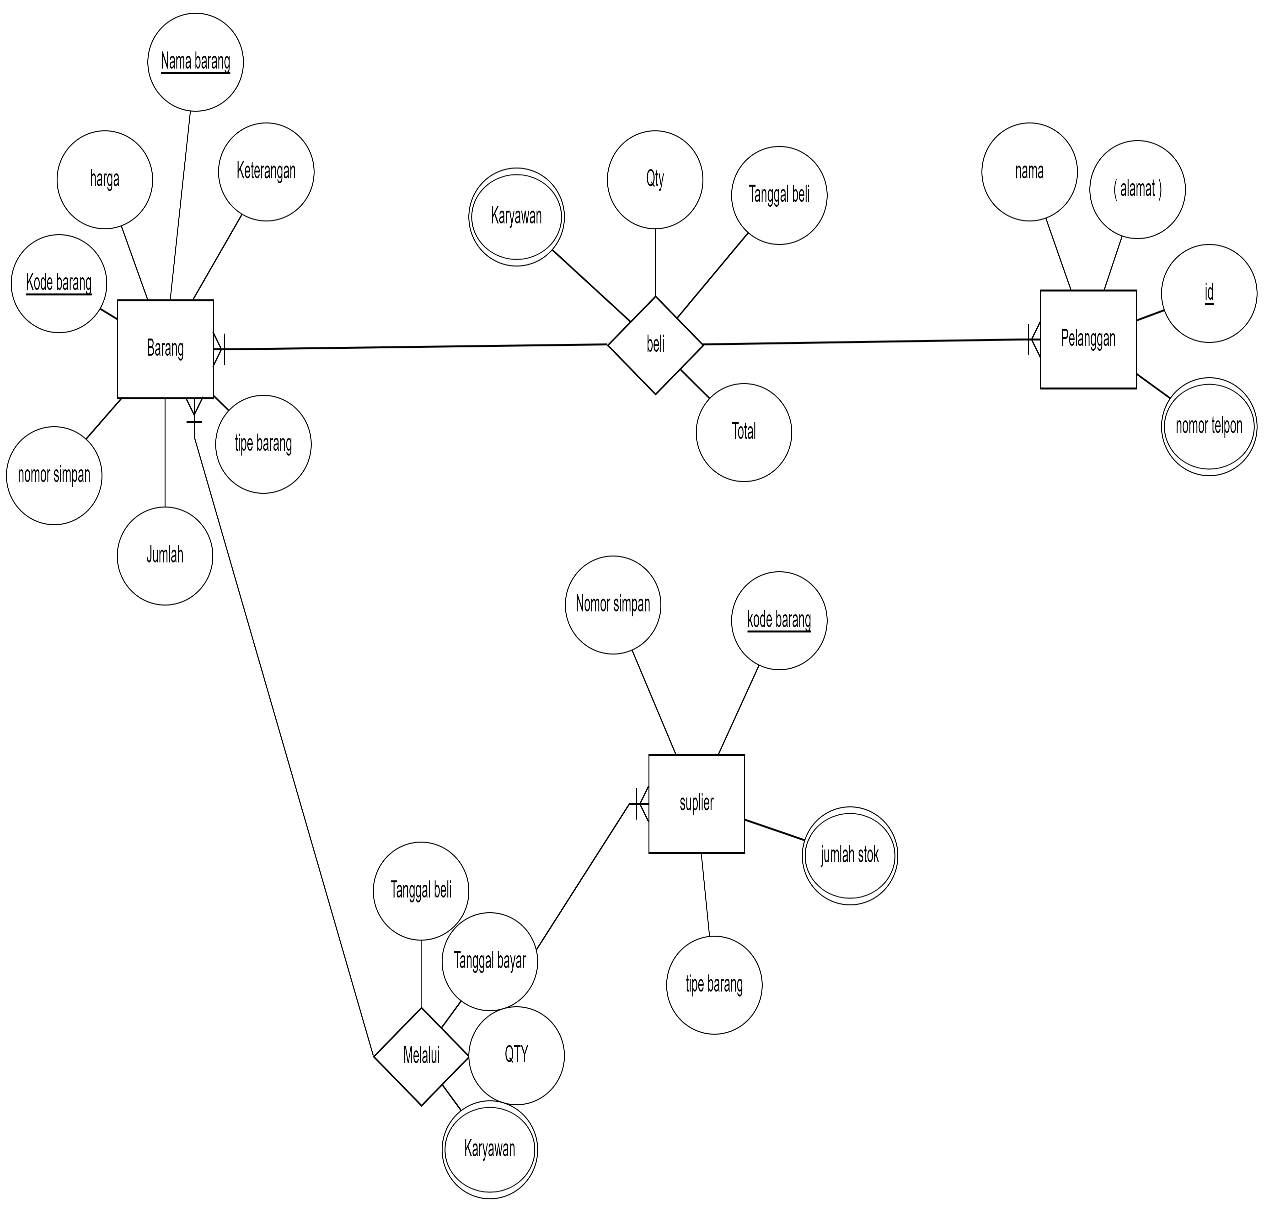 Nama barang
harga
Keterangan
Kode barang
Barang
nomor simpan
Jumlah
tipe barang
Karyawan
Qty
Tanggal beli
beli
Total
nama
( alamat )
id
Pelanggan
nomor telpon
Nomor simpan
kode barang
suplier
jumlah stok
tipe barang
Tanggal beli
Tanggal bayar
Melalui
QTY
Karyawan